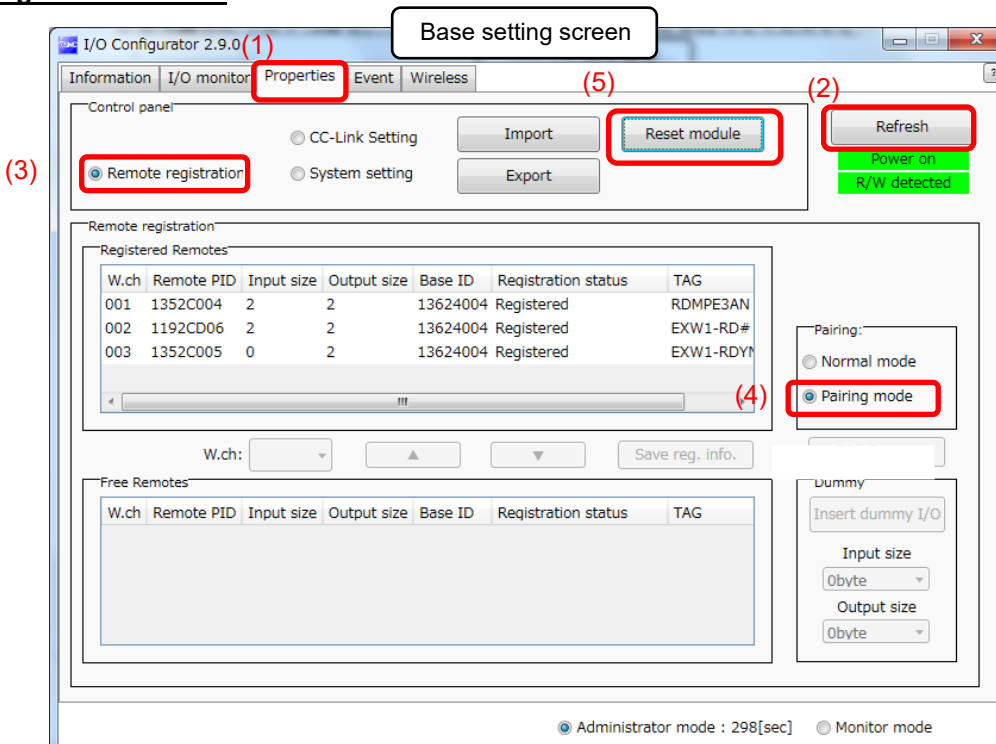 Base setting screen
I/O Configurator 2.9.0
(1)
Information I/O monitor Properties Event Wireless
(5)
(2)
Control panel
CC-Link Setting Import Reset module Refresh
Power on
(3)
Remote registration System setting Export
R/W detected
Remote registration
Registered Remotes
W.ch Remote PID Input size Output size Base ID Registration status TAG
001 1352C004 2 2 13624004 Registered RDMPE3AN
002 1192CD06 2 2 13624004 Registered EXW1-RD#
003 1352C005 0 2 13624004 Registered
Pairing:
Normal mode
(4)
Pairing mode
W.ch: Save reg. info.
Free Remotes
Dummy
W.ch Remote PID Input size Output size Base ID Registration status TAG
Insert dummy I/O
Input size
0byte
Output size
0byte
Administrator mode : 298[sec] Monitor mode